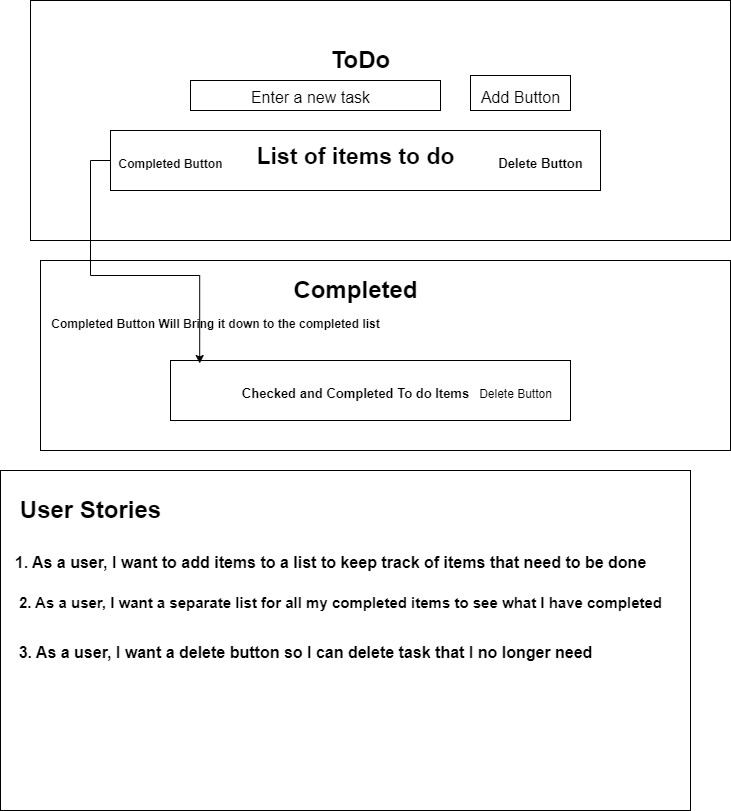 ToDo
Enter a new task
Add Button
Completed Button
List of items to do
Delete Button
Completed
Completed Button Will Bring it down to the completed list
Checked and Completed To do Items
Delete Button
User Stories
1. As a user, I want to add items to a list to keep track of items that need to be done
2. As a user, I want a separate list for all my completed items to see what I have completed
3. As a user, I want a delete button so I can delete task that I no longer need